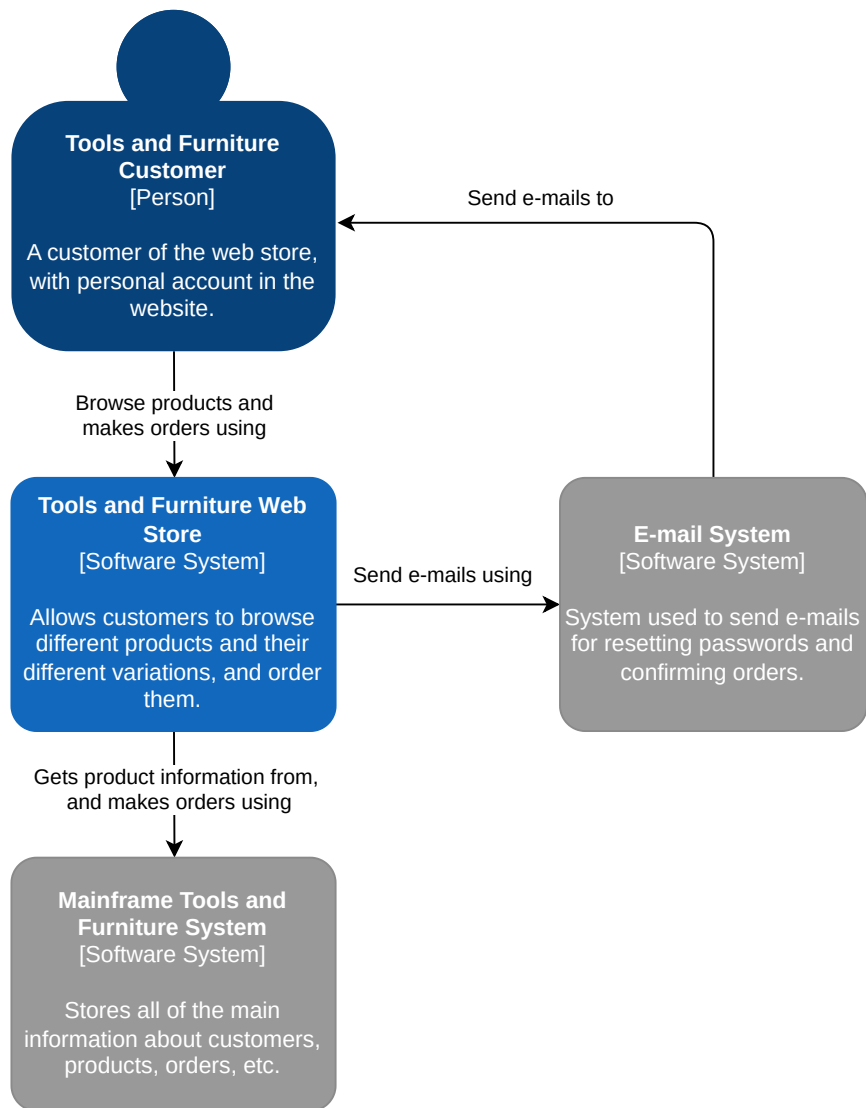 Tools and Furniture
Customer
[Person]
A customer of the web store,
with personal account in the
website.
Send e-mails to
Browse products and
makes orders using
Tools and Furniture Web
Store
[Software System]
Allows customers to browse
different products and their
different variations, and order
them.
Send e-mails using
E-mail System
[Software System]
System used to send e-mails
for resetting passwords and
confirming orders.
Gets product information from,
and makes orders using
Mainframe Tools and
Furniture System
[Software System]
Stores all of the main
information about customers,
products, orders, etc.